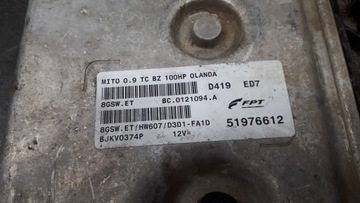 MITO 0.9 TC BZ 100HP OLANDA
D419 ED7
8GSW.ET 8C.0121094.A
FPT
8GSW.ET/HW607/D3D1-FA1D 51976612
8JKV0374P 12V